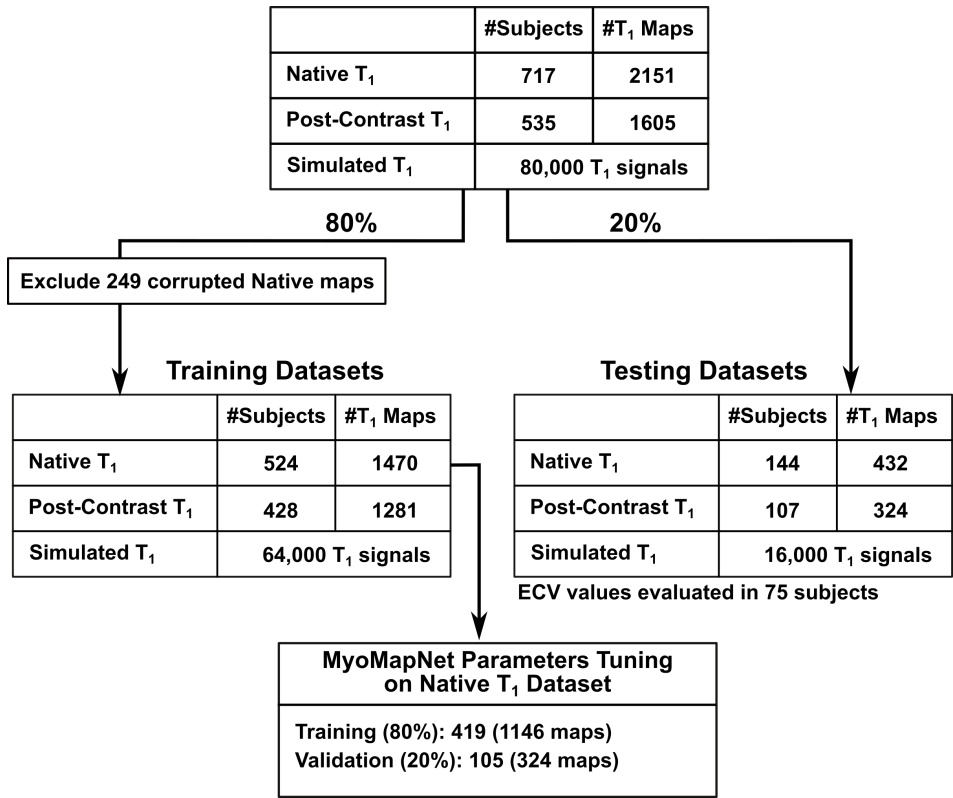 #Subjects #T1 Maps
Native T1 717 2151
Post-Contrast T1 535 1605
Simulated T1 80,000 T1 signals
80% 20%
Exclude 249 corrupted Native maps
Training Datasets
#Subjects #T1 Maps
Native T1 524 1470
Post-Contrast T1 428 1281
Simulated T1 64,000 T1 signals
Testing Datasets
#Subjects #T1 Maps
Native T1 144 432
Post-Contrast T1 107 324
Simulated T1 16,000 T1 signals
ECV values evaluated in 75 subjects
MyoMapNet Parameters Tuning
on Native T1 Dataset
Training (80%): 419 (1146 maps)
Validation (20%): 105 (324 maps)